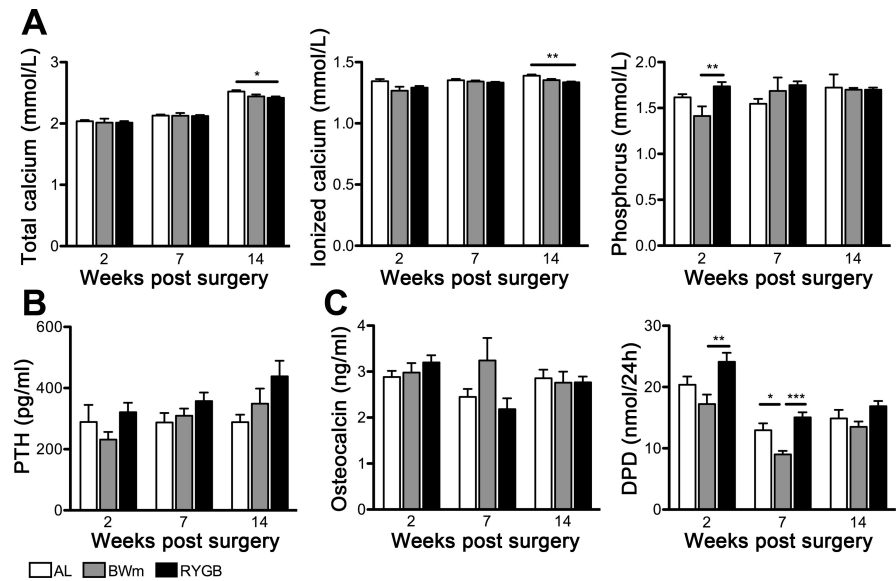 A
Total calcium (mmol/L)
3
2
1
0
*
2 7 14
Weeks post surgery
Ionized calcium (mmol/L)
1.5
1.0
0.5
0.0
**
2 7 14
Weeks post surgery
Phosphorus (mmol/L)
2.0
1.5
1.0
0.5
0.0
**
2 7 14
Weeks post surgery
B
PTH (pg/ml)
600
400
200
0
2 7 14
Weeks post surgery
C
Osteocalcin (ng/ml)
4
3
2
1
0
2 7 14
Weeks post surgery
DPD (nmol/24h)
30
20
10
0
**
* ***
2 7 14
Weeks post surgery
AL BWm RYGB